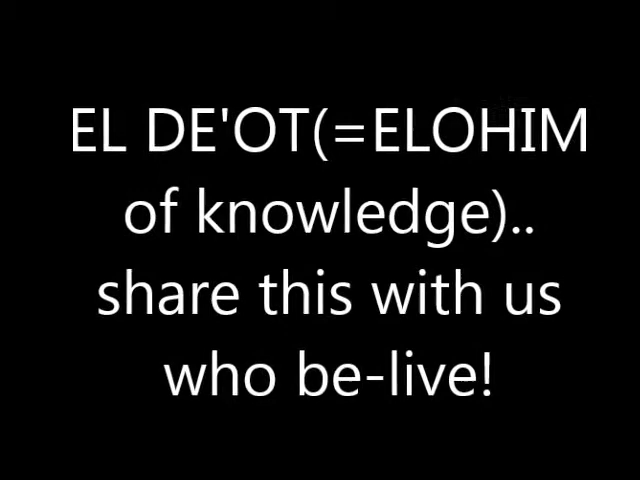 EL DE'OT(=ELOHIM
of knowledge)..
share this with us
who be-live!